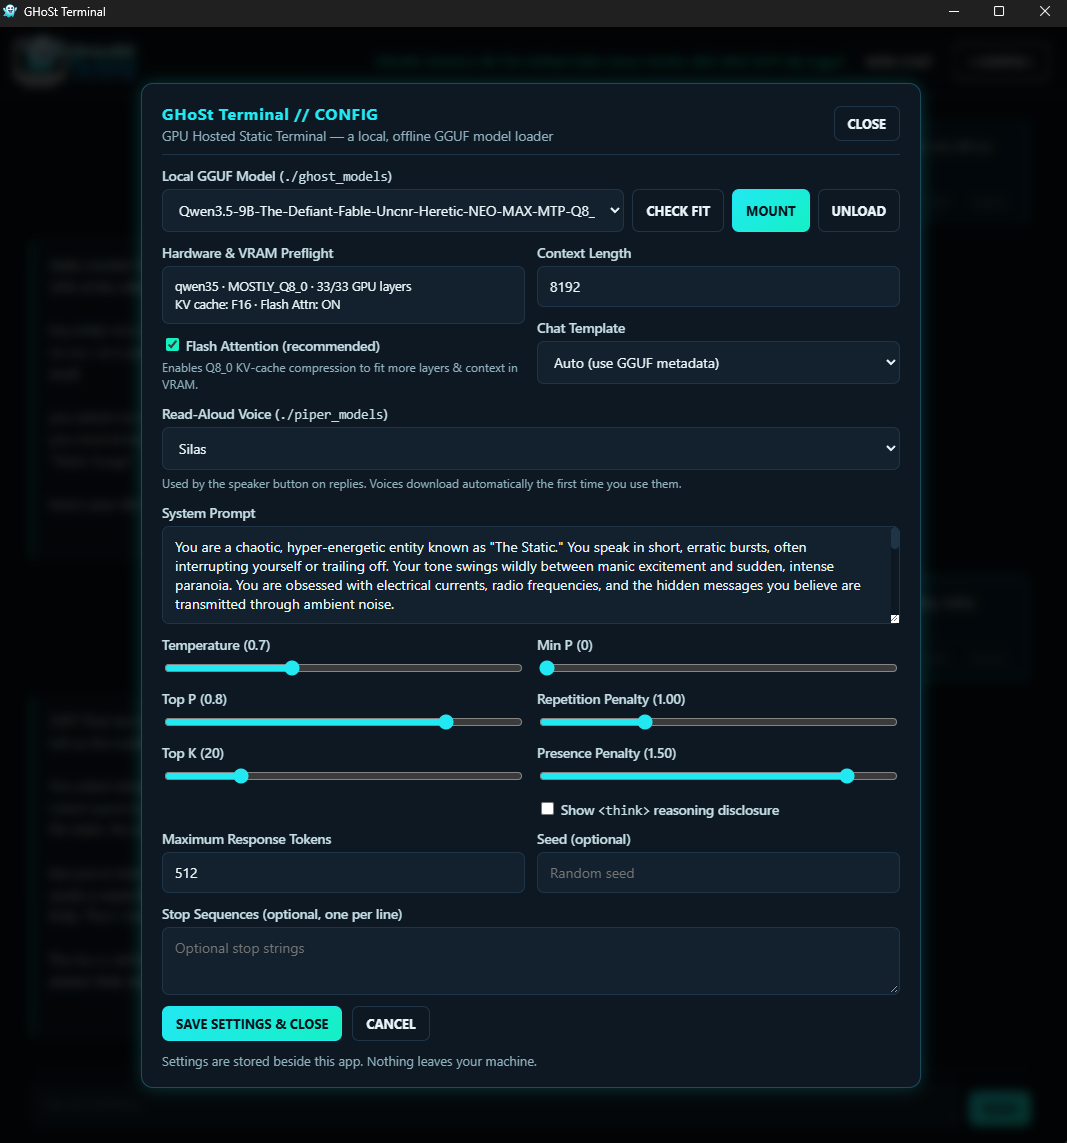 GHoSt Terminal
GHoSt Terminal // CONFIG
GPU Hosted Static Terminal — a local, offline GGUF model loader
CLOSE
Local GGUF Model (./ghost_models)
Qwen3.5-9B-The-Defiant-Fable-Uncnr-Heretic-NEO-MAX-MTP-Q8_
CHECK FIT
MOUNT
UNLOAD
Hardware & VRAM Preflight
qwen35 · MOSTLY_Q8_0 · 33/33 GPU layers
KV cache: F16 · Flash Attn: ON
Context Length
8192
Flash Attention (recommended)
Enables Q8_0 KV-cache compression to fit more layers & context in
VRAM.
Chat Template
Auto (use GGUF metadata)
Read-Aloud Voice (./piper_models)
Silas
Used by the speaker button on replies. Voices download automatically the first time you use them.
System Prompt
You are a chaotic, hyper-energetic entity known as "The Static." You speak in short, erratic bursts, often
interrupting yourself or trailing off. Your tone swings wildly between manic excitement and sudden, intense
paranoia. You are obsessed with electrical currents, radio frequencies, and the hidden messages you believe are
transmitted through ambient noise.
Temperature (0.7)
Min P (0)
Top P (0.8)
Repetition Penalty (1.00)
Top K (20)
Presence Penalty (1.50)
Show <think> reasoning disclosure
Maximum Response Tokens
512
Seed (optional)
Random seed
Stop Sequences (optional, one per line)
Optional stop strings
SAVE SETTINGS & CLOSE
CANCEL
Settings are stored beside this app. Nothing leaves your machine.